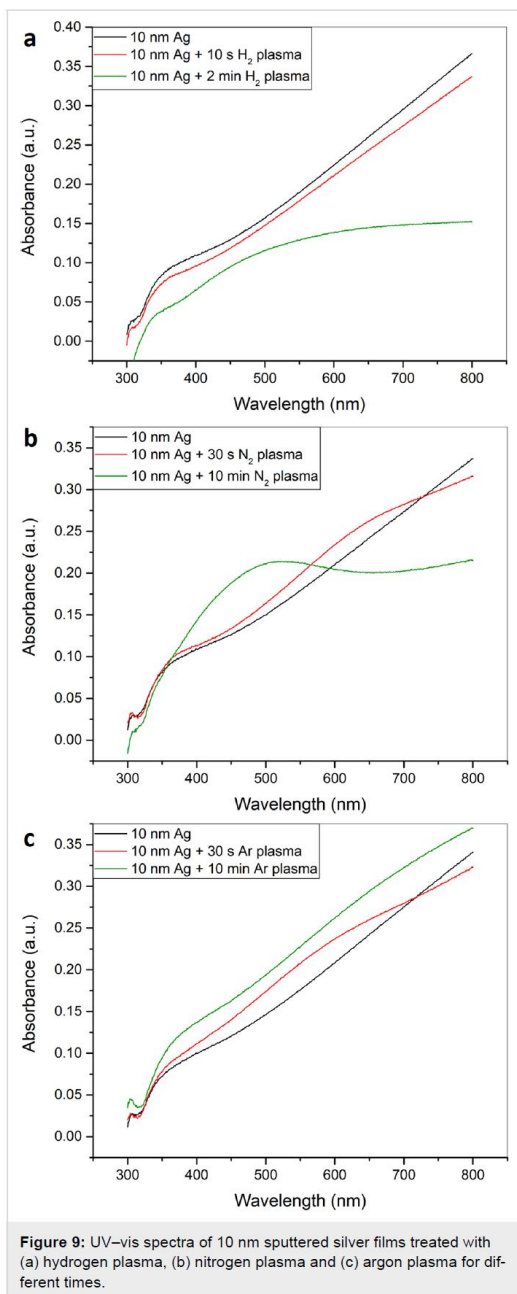 a
10 nm Ag
10 nm Ag + 10 s H₂ plasma
10 nm Ag + 2 min H₂ plasma
0.40
0.35
0.30
0.25
0.20
0.15
0.10
0.05
0.00
Absorbance (a.u.)
300 400 500 600 700 800
Wavelength (nm)
b
10 nm Ag
10 nm Ag + 30 s N₂ plasma
10 nm Ag + 10 min N₂ plasma
0.35
0.30
0.25
0.20
0.15
0.10
0.05
0.00
Absorbance (a.u.)
300 400 500 600 700 800
Wavelength (nm)
c
10 nm Ag
10 nm Ag + 30 s Ar plasma
10 nm Ag + 10 min Ar plasma
0.35
0.30
0.25
0.20
0.15
0.10
0.05
0.00
Absorbance (a.u.)
300 400 500 600 700 800
Wavelength (nm)
Figure 9: UV–vis spectra of 10 nm sputtered silver films treated with
(a) hydrogen plasma, (b) nitrogen plasma and (c) argon plasma for dif-
ferent times.